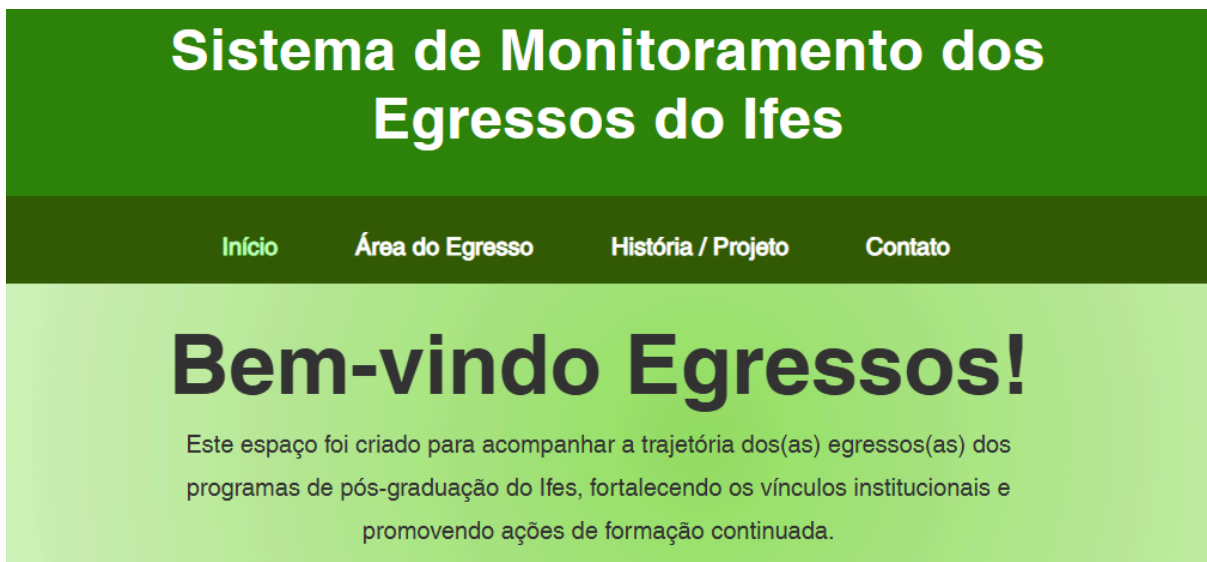 Sistema de Monitoramento dos
Egressos do Ifes
Início Área do Egresso História / Projeto Contato
Bem-vindo Egressos!
Este espaço foi criado para acompanhar a trajetória dos(as) egressos(as) dos
programas de pós-graduação do Ifes, fortalecendo os vínculos institucionais e
promovendo ações de formação continuada.